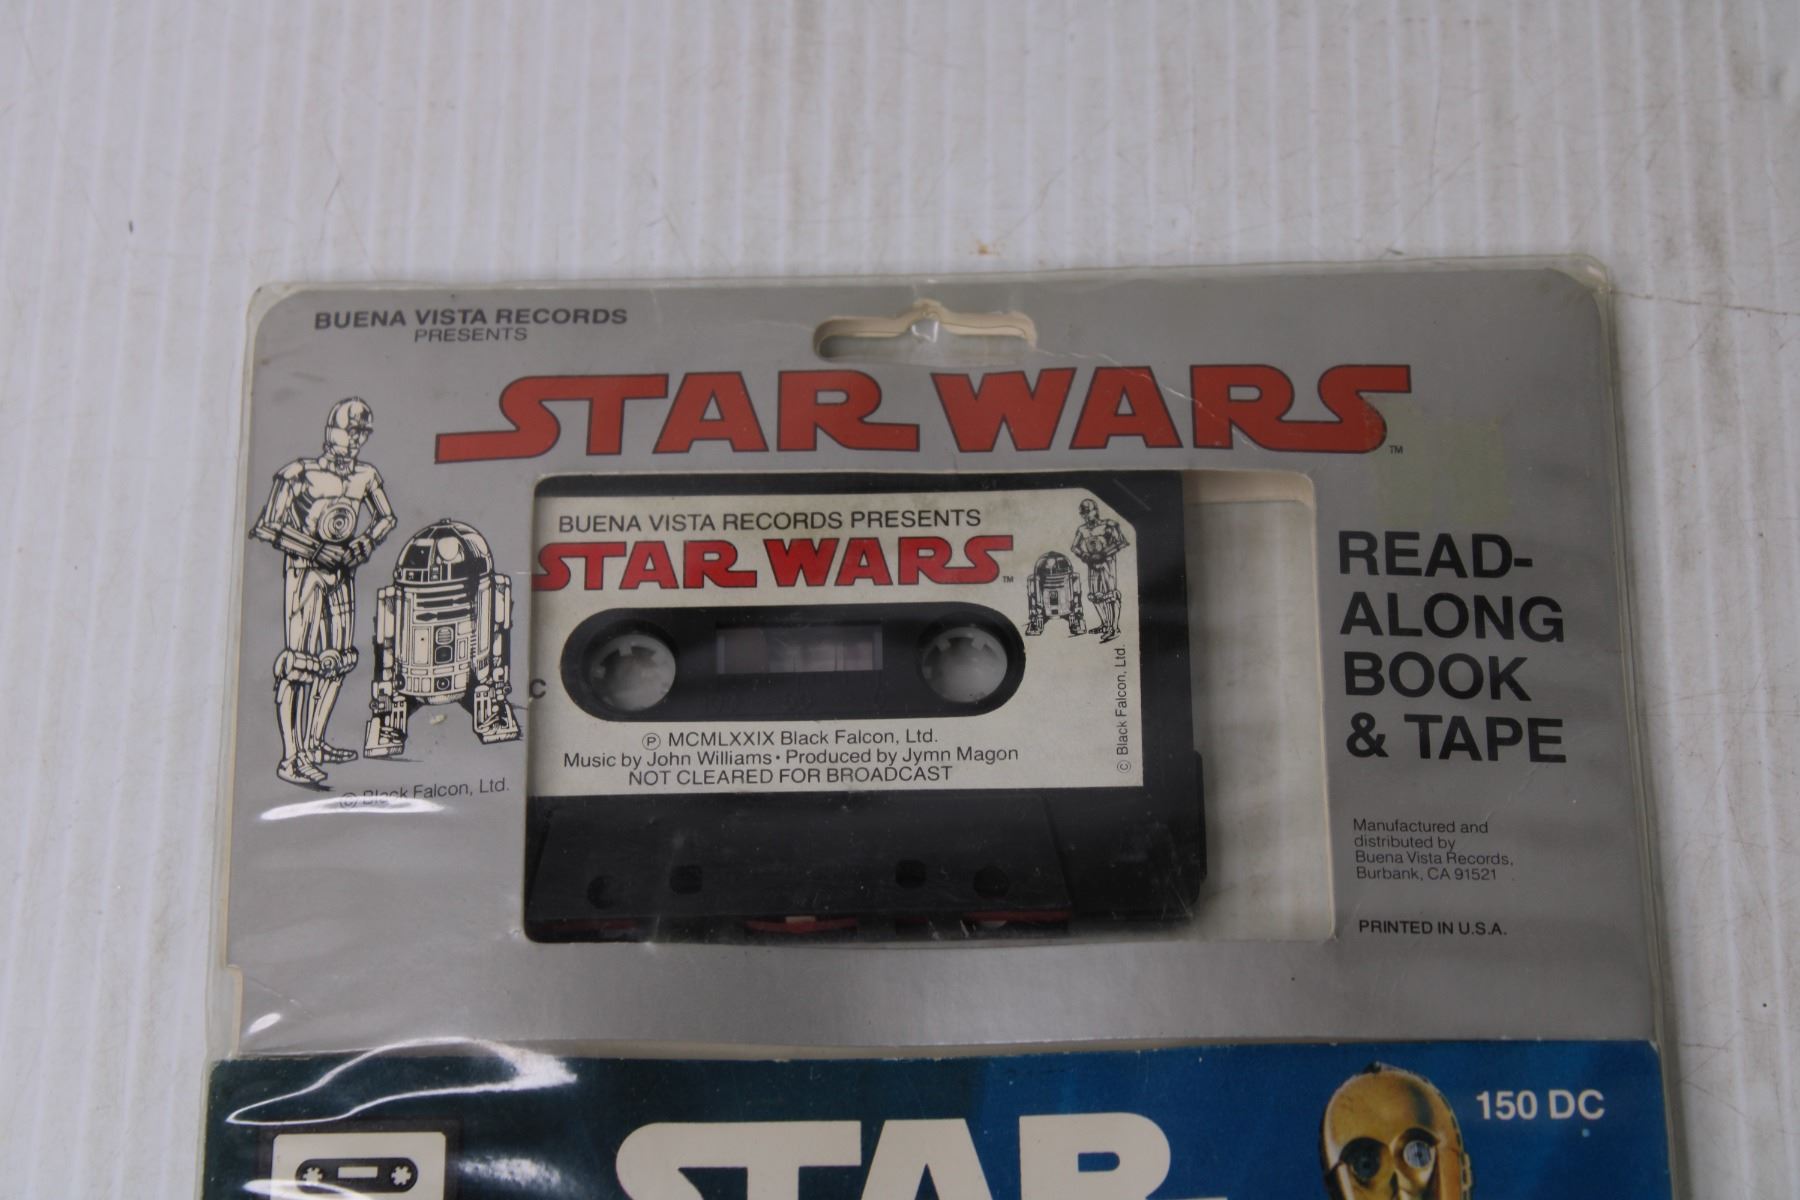 BUENA VISTA RECORDS
PRESENTS
STAR WARS™
© Black Falcon, Ltd.
BUENA VISTA RECORDS PRESENTS
STAR WARS™
© Black Falcon, Ltd.
C
Ⓟ MCMLXXIX Black Falcon, Ltd.
Music by John Williams • Produced by Jymn Magon
NOT CLEARED FOR BROADCAST
READ-
ALONG
BOOK
& TAPE
Manufactured and
distributed by
Buena Vista Records,
Burbank, CA 91521
PRINTED IN U.S.A.
150 DC
STAR